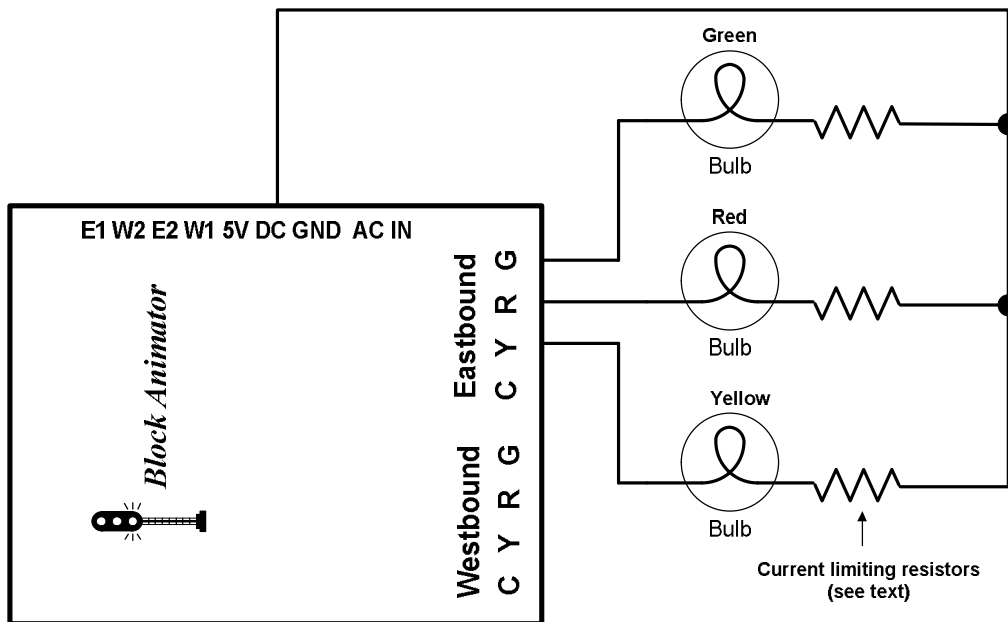 Green
Bulb
E1 W2 E2 W1 5V DC GND AC IN
Block Animator
Eastbound
G
R
Y
C
Westbound
G
R
Y
C
Red
Bulb
Yellow
Bulb
Current limiting resistors
(see text)